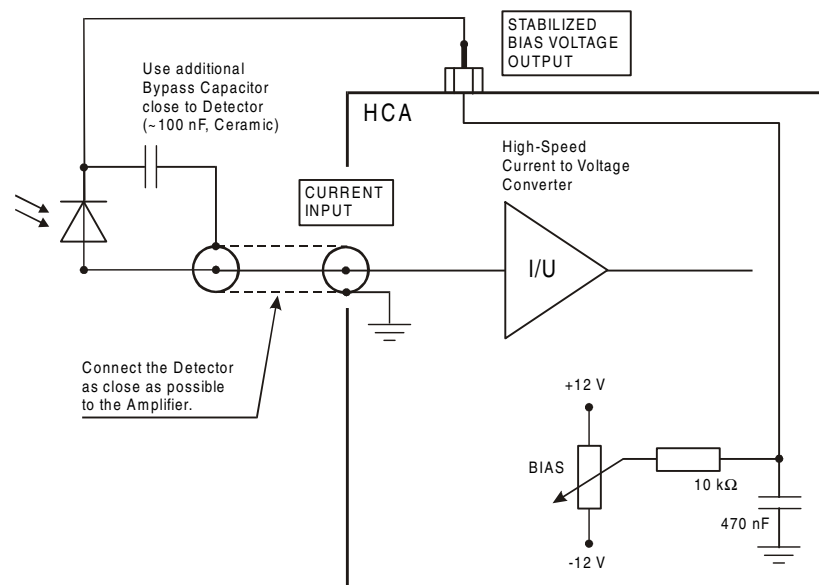 STABILIZED
BIAS VOLTAGE
OUTPUT
Use additional
Bypass Capacitor
close to Detector
(~100 nF, Ceramic)
HCA
High-Speed
Current to Voltage
Converter
CURRENT
INPUT
I/U
Connect the Detector
as close as possible
to the Amplifier.
+12 V
BIAS
10 kΩ
470 nF
-12 V